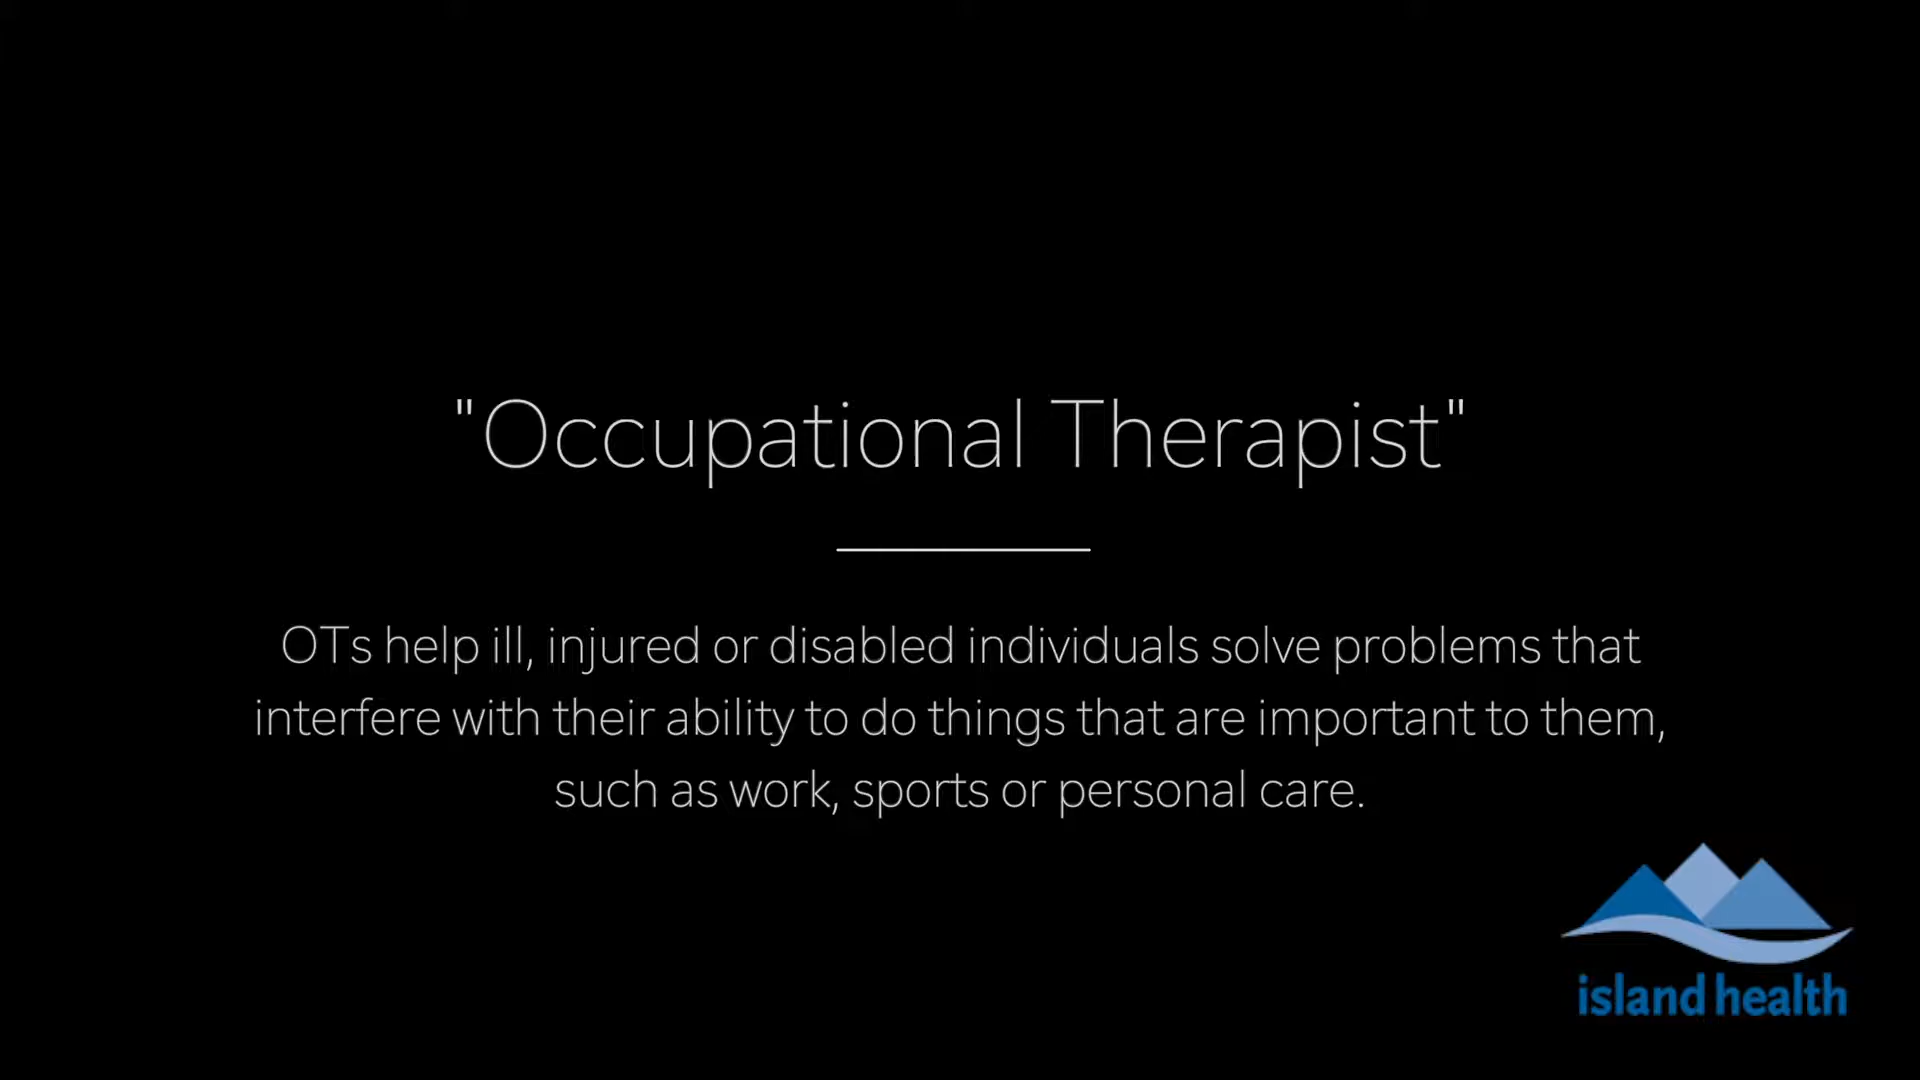 "Occupational Therapist"
OTs help ill, injured or disabled individuals solve problems that
interfere with their ability to do things that are important to them,
such as work, sports or personal care.
island health